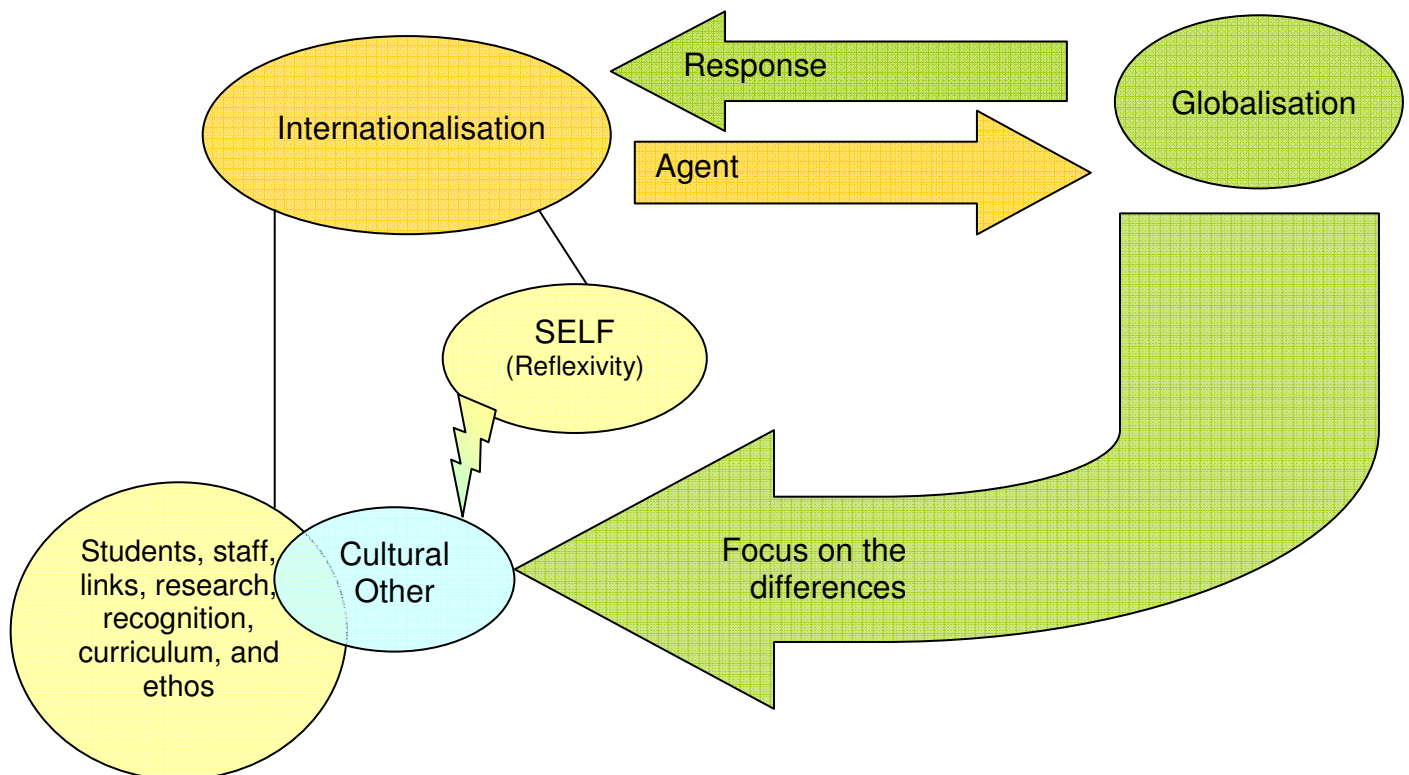 Response
Globalisation
Internationalisation
Agent
SELF
(Reflexivity)
Students, staff,
links, research,
recognition,
curriculum, and
ethos
Cultural
Other
Focus on the
differences